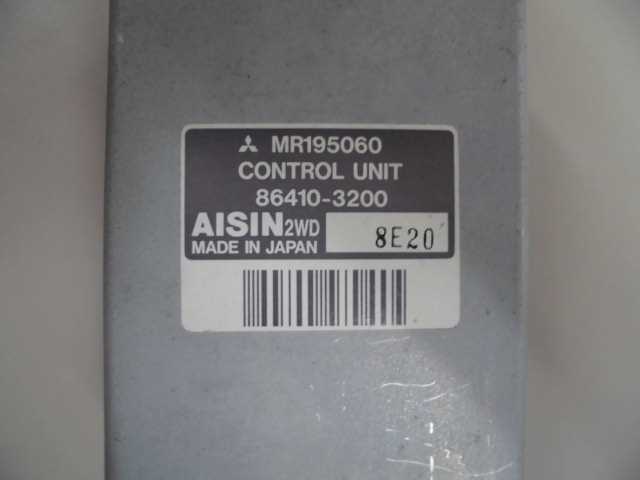 MR195060
CONTROL UNIT
86410-3200
AISIN 2WD 8E20
MADE IN JAPAN